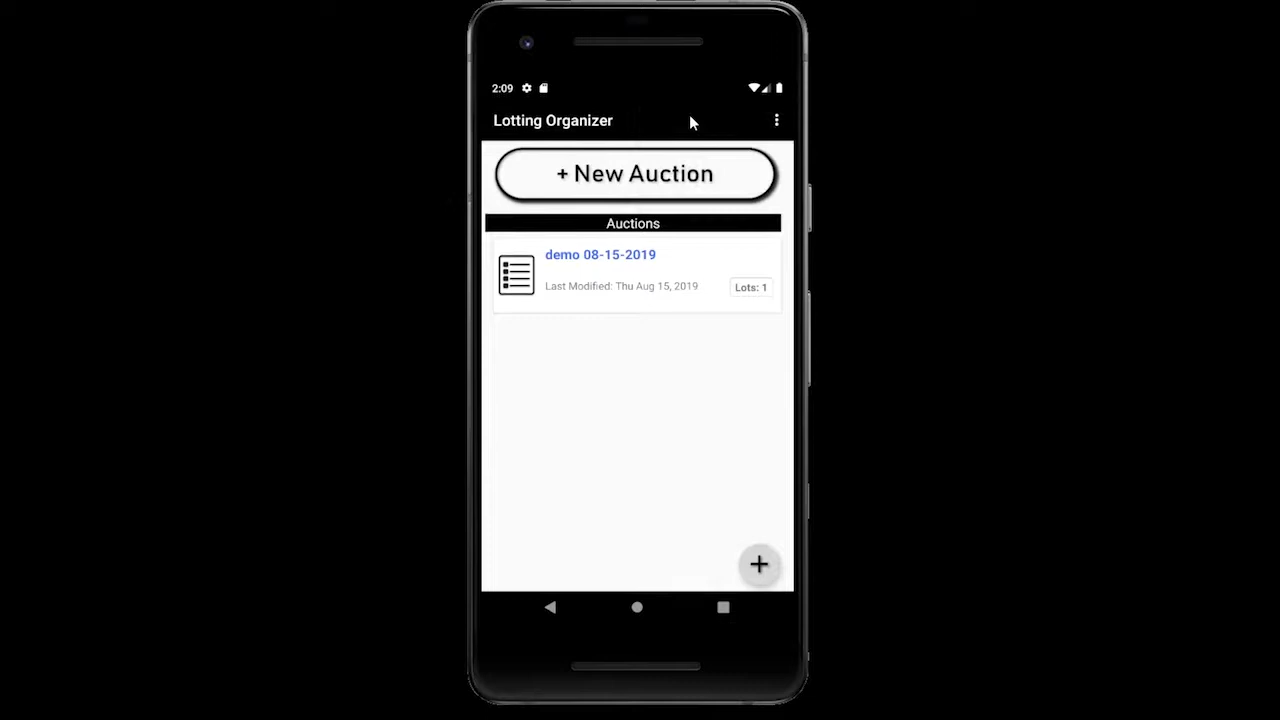 2:09
Lotting Organizer
+ New Auction
Auctions
demo 08-15-2019
Last Modified: Thu Aug 15, 2019
Lots: 1
+